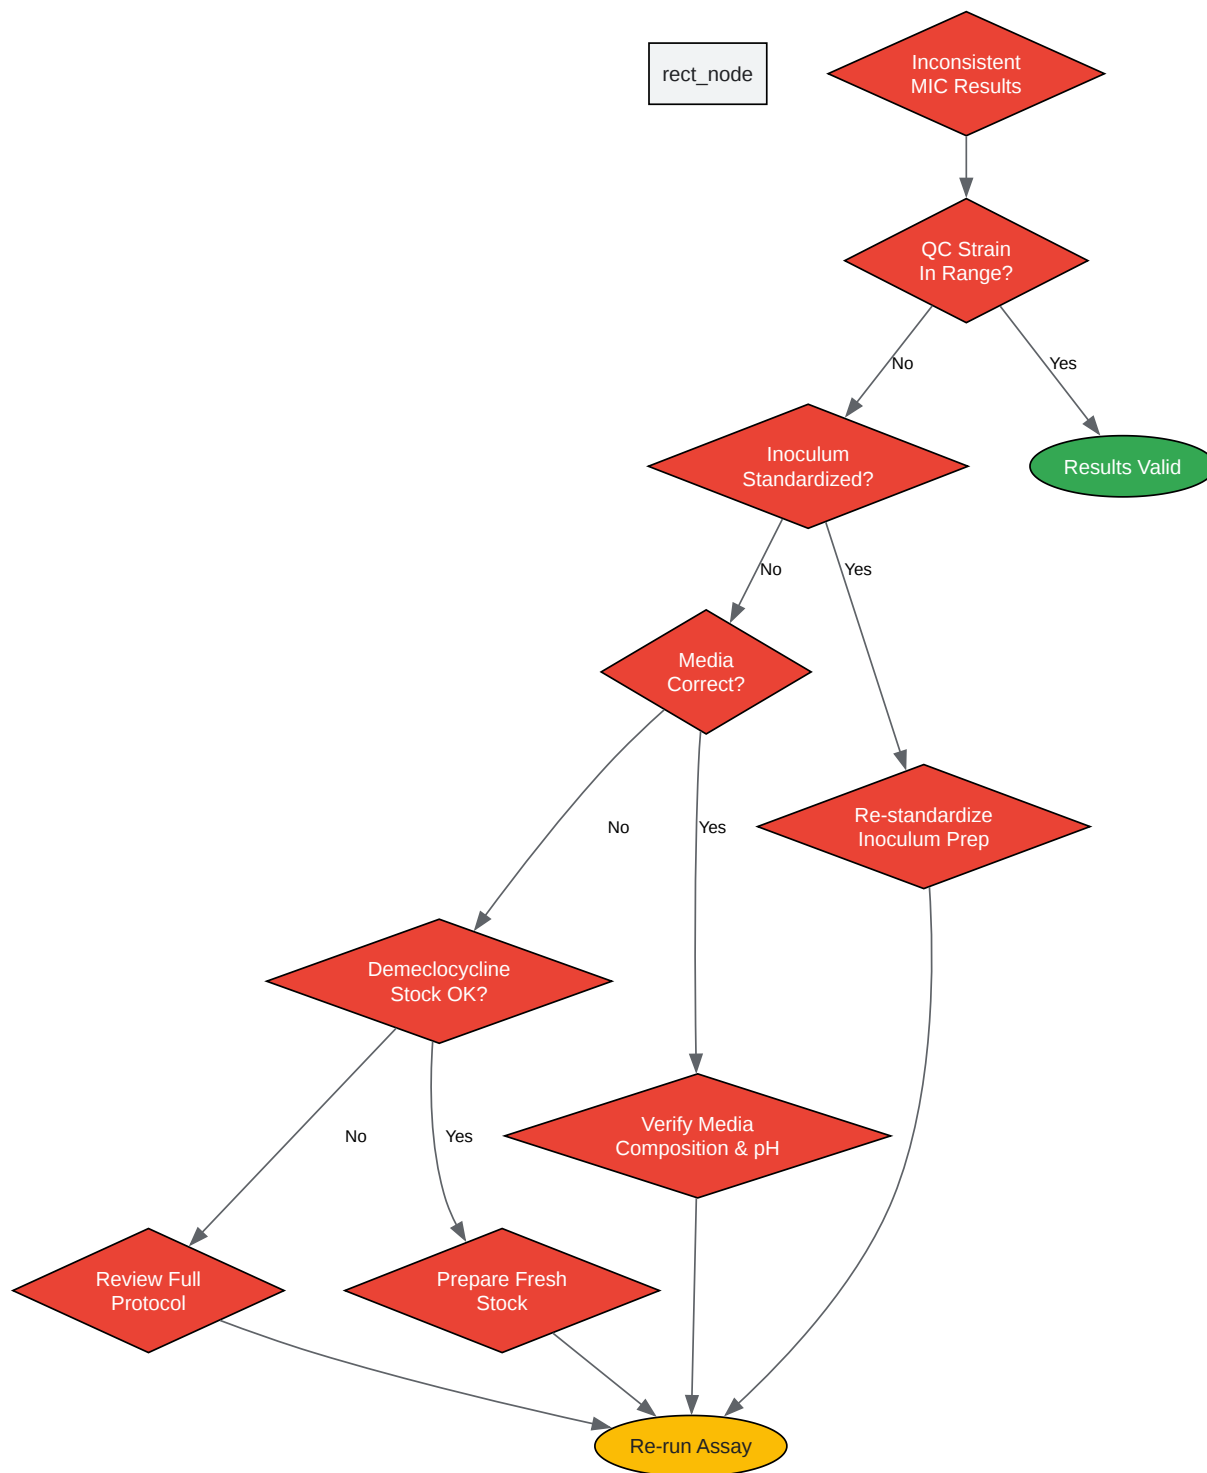 rect_node
Inconsistent
MIC Results
QC Strain
In Range?
No
Yes
Inoculum
Standardized?
Results Valid
No
Yes
Media
Correct?
No
Yes
Re-standardize
Inoculum Prep
Demeclocycline
Stock OK?
No
Yes
Verify Media
Composition & pH
Review Full
Protocol
Prepare Fresh
Stock
Re-run Assay